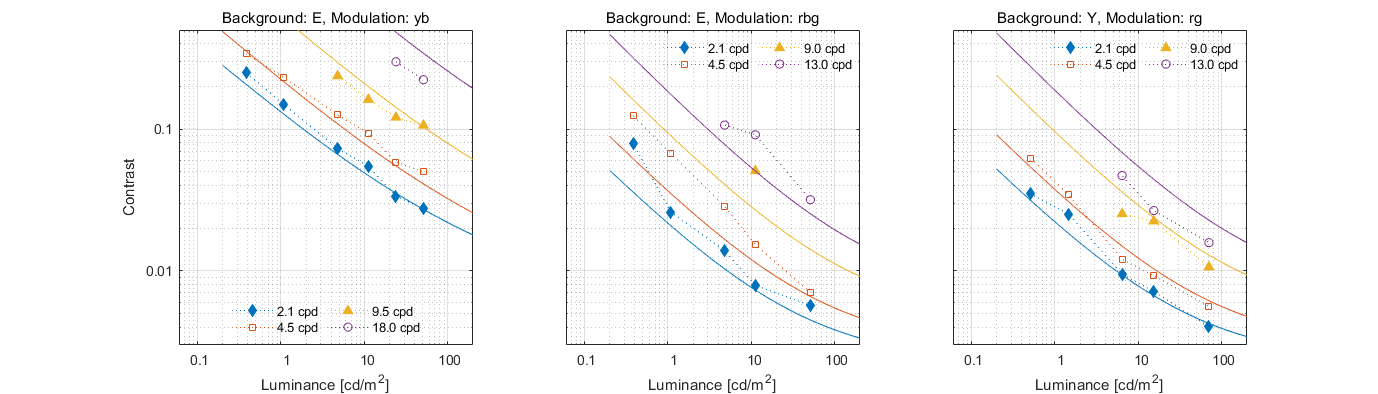 Background: E, Modulation: yb
Contrast
0.1
0.01
2.1 cpd
4.5 cpd
9.5 cpd
18.0 cpd
0.1
1
10
100
Luminance [cd/m²]
Background: E, Modulation: rbg
2.1 cpd
4.5 cpd
9.0 cpd
13.0 cpd
0.1
1
10
100
Luminance [cd/m²]
Background: Y, Modulation: rg
2.1 cpd
4.5 cpd
9.0 cpd
13.0 cpd
0.1
1
10
100
Luminance [cd/m²]